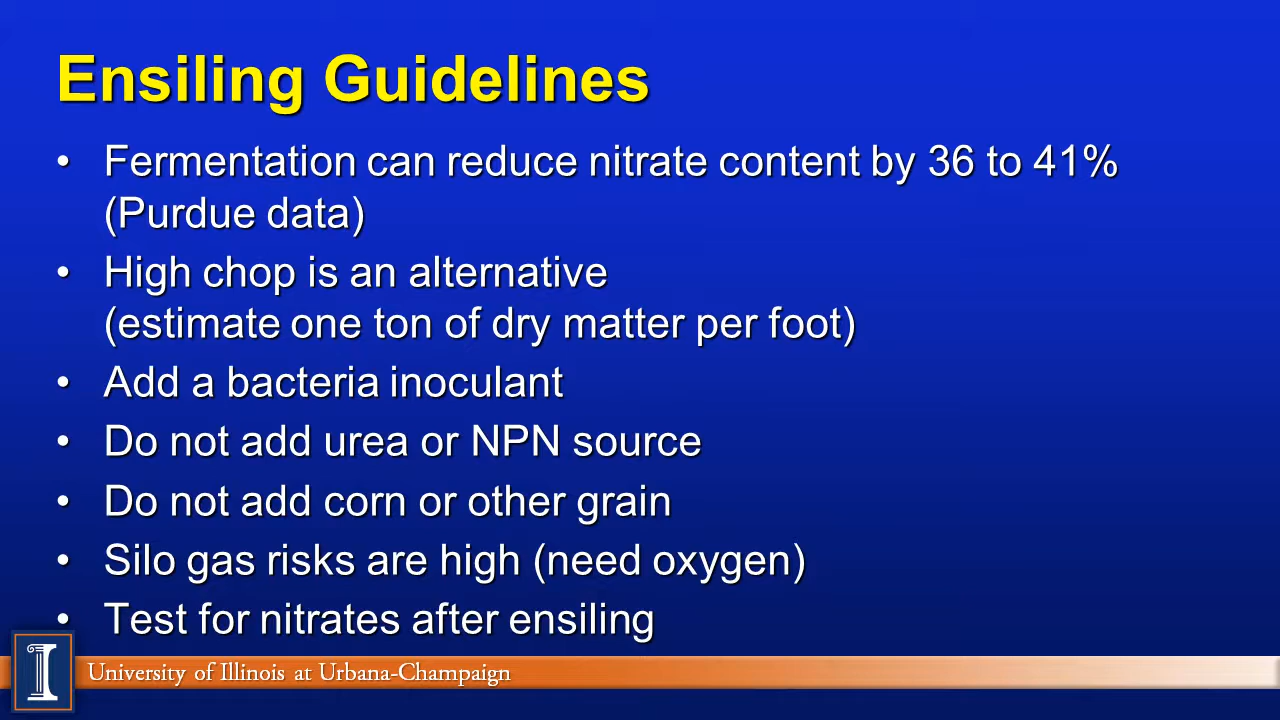 Ensiling Guidelines
• Fermentation can reduce nitrate content by 36 to 41%
(Purdue data)
• High chop is an alternative
(estimate one ton of dry matter per foot)
• Add a bacteria inoculant
• Do not add urea or NPN source
• Do not add corn or other grain
• Silo gas risks are high (need oxygen)
• Test for nitrates after ensiling
I
University of Illinois at Urbana-Champaign